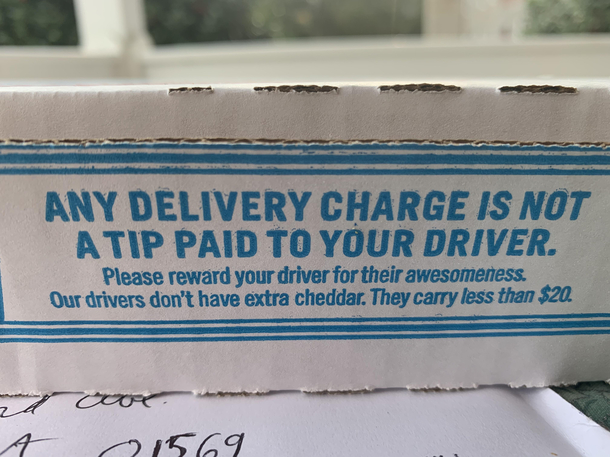 ANY DELIVERY CHARGE IS NOT
A TIP PAID TO YOUR DRIVER.
Please reward your driver for their awesomeness.
Our drivers don't have extra cheddar. They carry less than $20.
01569